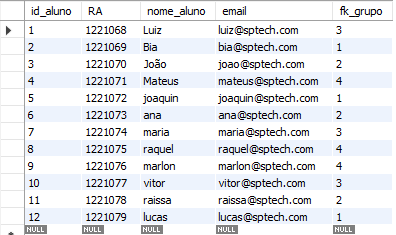 id_aluno RA nome_aluno email fk_grupo
1 1221068 Luiz luiz@sptech.com 3
2 1221069 Bia bia@sptech.com 1
3 1221070 João joao@sptech.com 2
4 1221071 Mateus mateus@sptech.com 4
5 1221072 joaquin joaquin@sptech.com 1
6 1221073 ana ana@sptech.com 2
7 1221074 maria maria@sptech.com 3
8 1221075 raquel raquel@sptech.com 4
9 1221076 marlon marlon@sptech.com 4
10 1221077 vitor vitor@sptech.com 3
11 1221078 raissa raissa@sptech.com 2
12 1221079 lucas lucas@sptech.com 1
NULL NULL NULL NULL NULL